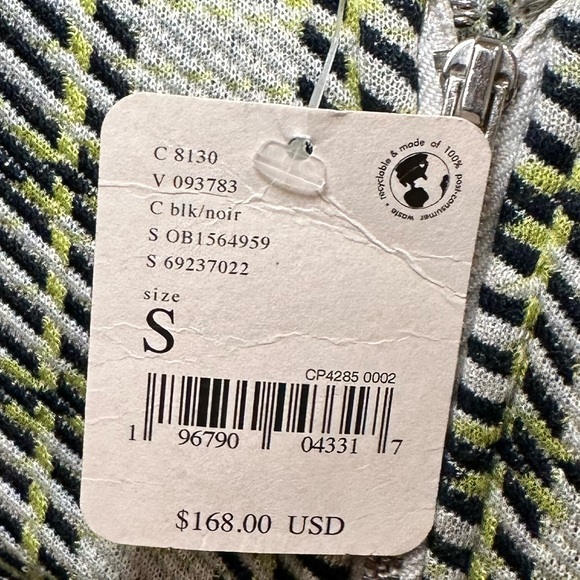 C 8130
V 093783
C blk/noir
S OB1564959
S 69237022
recyclable & made of 100% post-consumer waste •
size
S
CP4285 0002
1 96790 04331 7
$168.00 USD